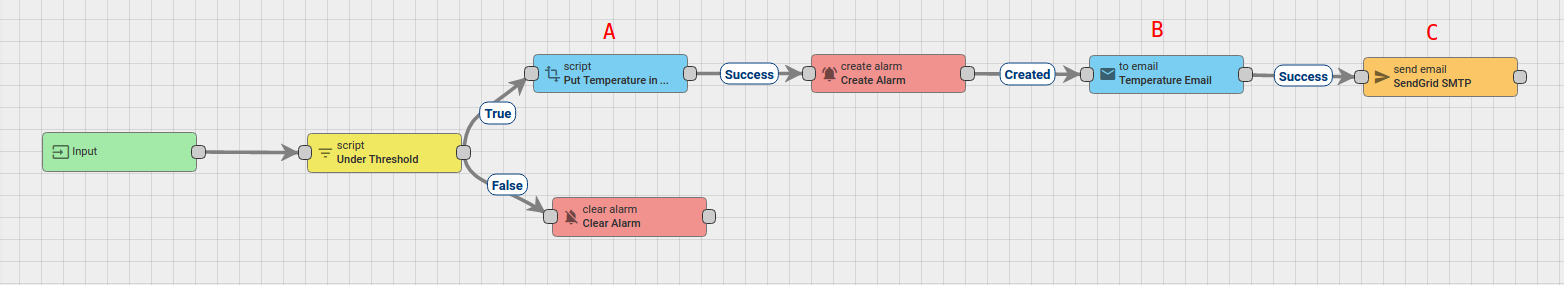 A
B
C
script
Put Temperature in ...
Success
create alarm
Create Alarm
Created
to email
Temperature Email
Success
send email
SendGrid SMTP
True
Input
script
Under Threshold
False
clear alarm
Clear Alarm